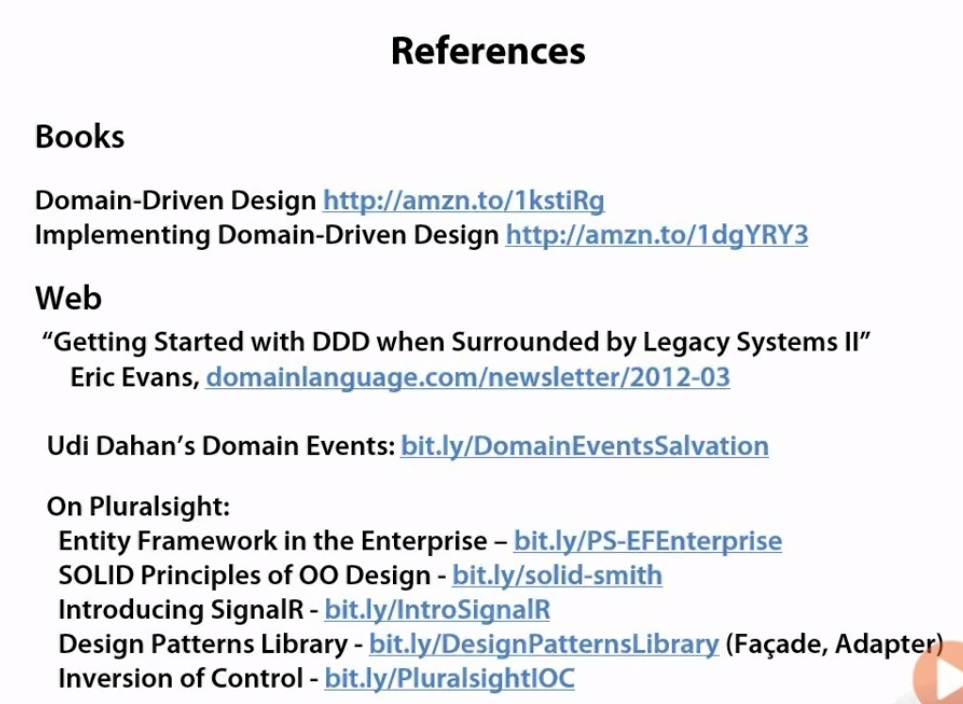 References
Books
Domain-Driven Design http://amzn.to/1kstiRg
Implementing Domain-Driven Design http://amzn.to/1dgYRY3
Web
“Getting Started with DDD when Surrounded by Legacy Systems II”
Eric Evans, domainlanguage.com/newsletter/2012-03
Udi Dahan’s Domain Events: bit.ly/DomainEventsSalvation
On Pluralsight:
Entity Framework in the Enterprise – bit.ly/PS-EFEnterprise
SOLID Principles of OO Design - bit.ly/solid-smith
Introducing SignalR - bit.ly/IntroSignalR
Design Patterns Library - bit.ly/DesignPatternsLibrary (Façade, Adapter)
Inversion of Control - bit.ly/PluralsightIOC